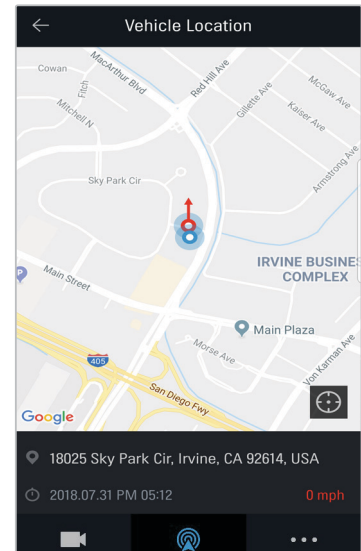 Vehicle Location
Cowan
MacArthur Blvd
Fitch
Mitchell N
Red Hill Ave
Gillette Ave
McGaw Ave
Kaiser Ave
Armstrong Ave
Sky Park Cir
IRVINE BUSINES
COMPLEX
P
Main Street
Main Plaza
Morse Ave
Von Karman Ave
405
San Diego Fwy
Google
18025 Sky Park Cir, Irvine, CA 92614, USA
2018.07.31 PM 05:12
0 mph